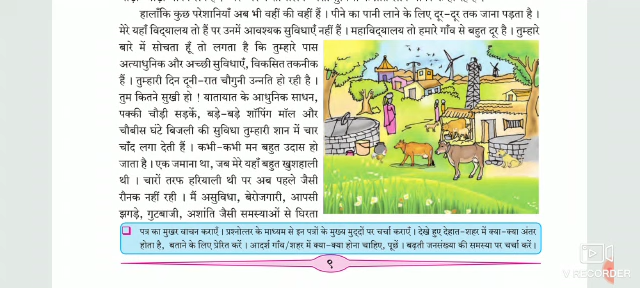 हालाँकि कुछ परेशानियाँ अब भी वहीं की वहीं हैं । पीने का पानी लाने के लिए दूर-दूर तक जाना पड़ता है ।
मेरे यहाँ विद्यालय तो हैं पर उनमें आवश्यक सुविधाएँ नहीं हैं । महाविद्यालय तो हमारे गाँव से बहुत दूर है । तुम्हारे
बारे में सोचता हूँ तो लगता है कि तुम्हारे पास
अत्याधुनिक और अच्छी सुविधाएँ, विकसित तकनीक
हैं । तुम्हारी दिन दूनी-रात चौगुनी उन्नति हो रही है ।
तुम कितने सुखी हो ! यातायात के आधुनिक साधन,
पक्की चौड़ी सड़कें, बड़े-बड़े शॉपिंग मॉल और
चौबीस घंटे बिजली की सुविधा तुम्हारी शान में चार
चाँद लगा देती हैं । कभी-कभी मन बहुत उदास हो
जाता है । एक जमाना था, जब मेरे यहाँ बहुत खुशहाली
थी । चारों तरफ हरियाली थी पर अब पहले जैसी
रौनक नहीं रही । मैं असुविधा, बेरोजगारी, आपसी
झगड़े, गुटबाजी, अशांति जैसी समस्याओं से घिरता
पत्र का मुखर वाचन कराएँ । प्रश्नोत्तर के माध्यम से इन पत्रों के मुख्य मुद्दों पर चर्चा कराएँ । देखे हुए देहात-शहर में क्या-क्या अंतर
होता है, बताने के लिए प्रेरित करें । आदर्श गाँव/शहर में क्या-क्या होना चाहिए, पूछें । बढ़ती जनसंख्या की समस्या पर चर्चा करें ।
९
V RECORDER